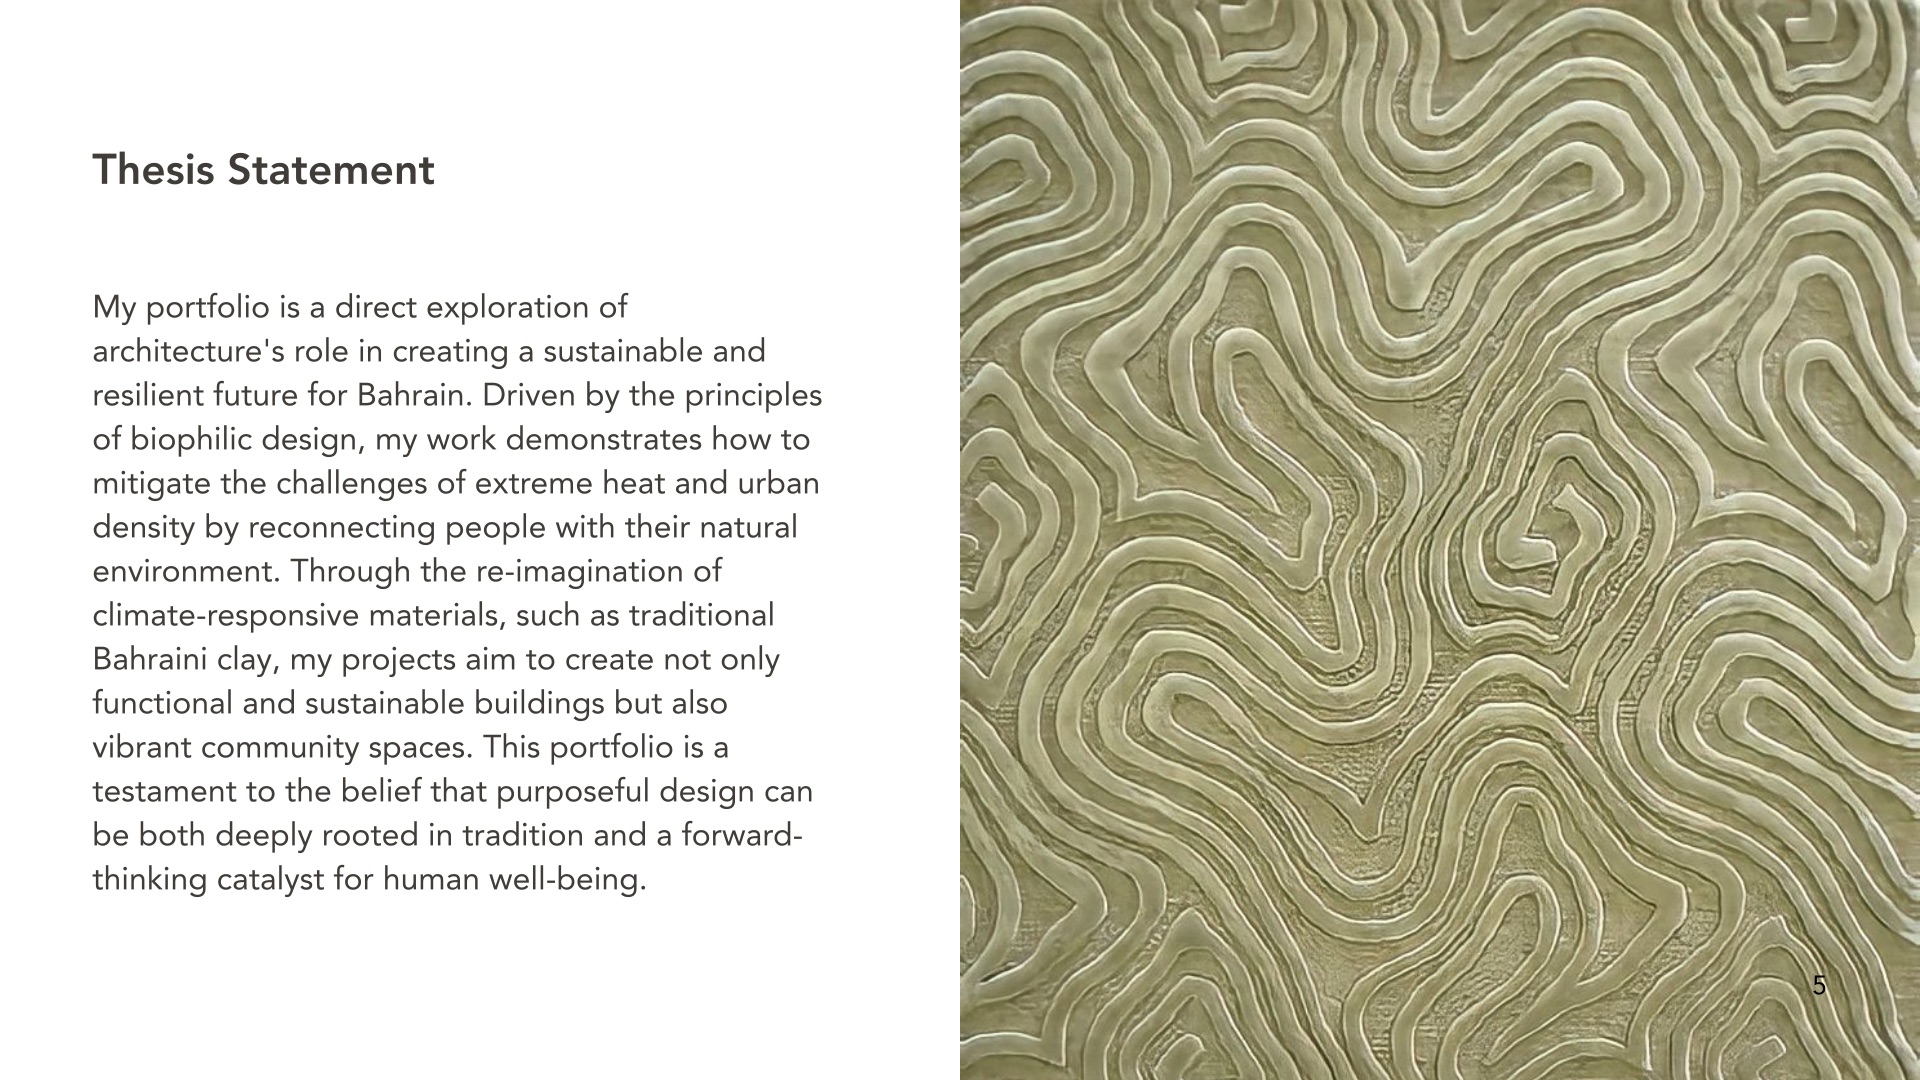 Thesis Statement
My portfolio is a direct exploration of
architecture's role in creating a sustainable and
resilient future for Bahrain. Driven by the principles
of biophilic design, my work demonstrates how to
mitigate the challenges of extreme heat and urban
density by reconnecting people with their natural
environment. Through the re-imagination of
climate-responsive materials, such as traditional
Bahraini clay, my projects aim to create not only
functional and sustainable buildings but also
vibrant community spaces. This portfolio is a
testament to the belief that purposeful design can
be both deeply rooted in tradition and a forward-
thinking catalyst for human well-being.
5